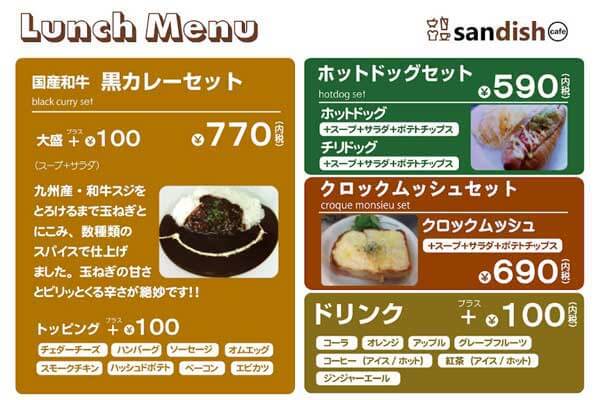 Lunch Menu
sandish cafe
国産和牛 黒カレーセット
black curry set
大盛 プラス + ¥100
¥770 (内税)
(スープ+サラダ)
九州産・和牛スジを
とろけるまで玉ねぎと
にこみ、数種類の
スパイスで仕上げ
ました。玉ねぎの甘さ
とピリッとくる辛さが絶妙です!!
トッピング プラス + ¥100
チェダーチーズ ハンバーグ ソーセージ オムエッグ
スモークチキン ハッシュドポテト ベーコン エビカツ
ホットドッグセット
hotdog set
¥590 (内税)
ホットドッグ
+スープ+サラダ+ポテトチップス
チリドッグ
+スープ+サラダ+ポテトチップス
クロックムッシュセット
croque monsieu set
クロックムッシュ
+スープ+サラダ+ポテトチップス
¥690 (内税)
ドリンク プラス + ¥100 (内税)
コーラ オレンジ アップル グレープフルーツ
コーヒー(アイス/ホット) 紅茶(アイス/ホット)
ジンジャーエール